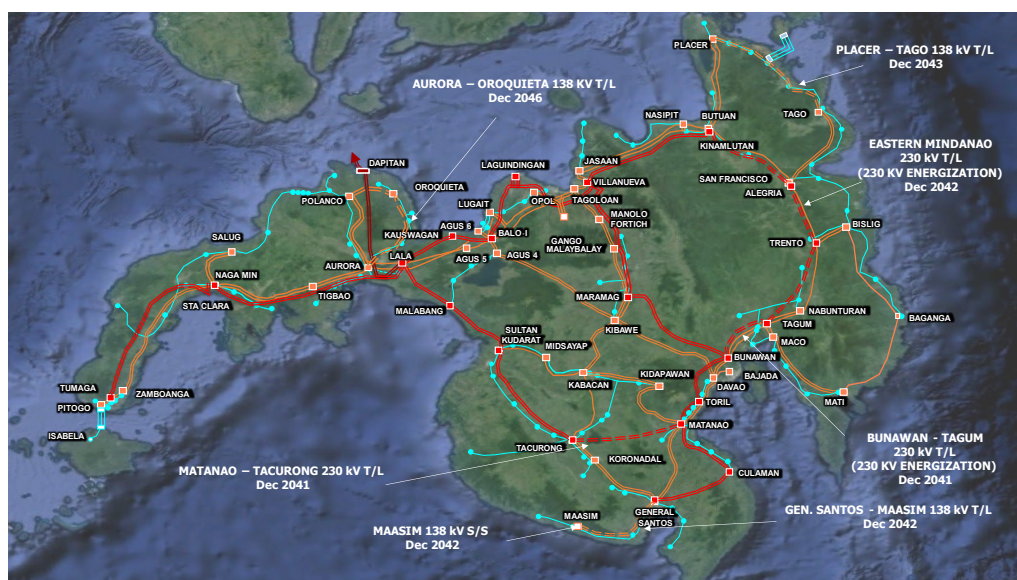 PLACER
PLACER – TAGO 138 kV T/L
Dec 2043
AURORA – OROQUIETA 138 KV T/L
Dec 2046
NASIPIT
BUTUAN
TAGO
KINAMLUTAN
EASTERN MINDANAO
230 kV T/L
(230 KV ENERGIZATION)
Dec 2042
DAPITAN
LAGUINDINGAN
JASAAN
VILLANUEVA
SAN FRANCISCO
ALEGRIA
OROQUIETA
POLANCO
LUGAIT
OPOL
TAGOLOAN
MANOLO
FORTICH
AGUS 6
KAUSWAGAN
BALO-I
BISLIG
SALUG
GANGO
MALAYBALAY
TRENTO
LALA
AGUS 5
AGUS 4
AURORA
NAGA MIN
TIGBAO
STA CLARA
MARAMAG
MALABANG
NABUNTURAN
BAGANGA
TAGUM
KIBAWE
SULTAN
KUDARAT
MIDSAYAP
MACO
BUNAWAN
BAJADA
KIDAPAWAN
DAVAO
KABACAN
TUMAGA
ZAMBOANGA
PITOGO
MATI
TORIL
ISABELA
MATANAO
TACURONG
BUNAWAN - TAGUM
230 kV T/L
(230 KV ENERGIZATION)
Dec 2041
KORONADAL
MATANAO – TACURONG 230 kV T/L
Dec 2041
CULAMAN
GENERAL
SANTOS
MAASIM
GEN. SANTOS - MAASIM 138 kV T/L
Dec 2042
MAASIM 138 kV S/S
Dec 2042